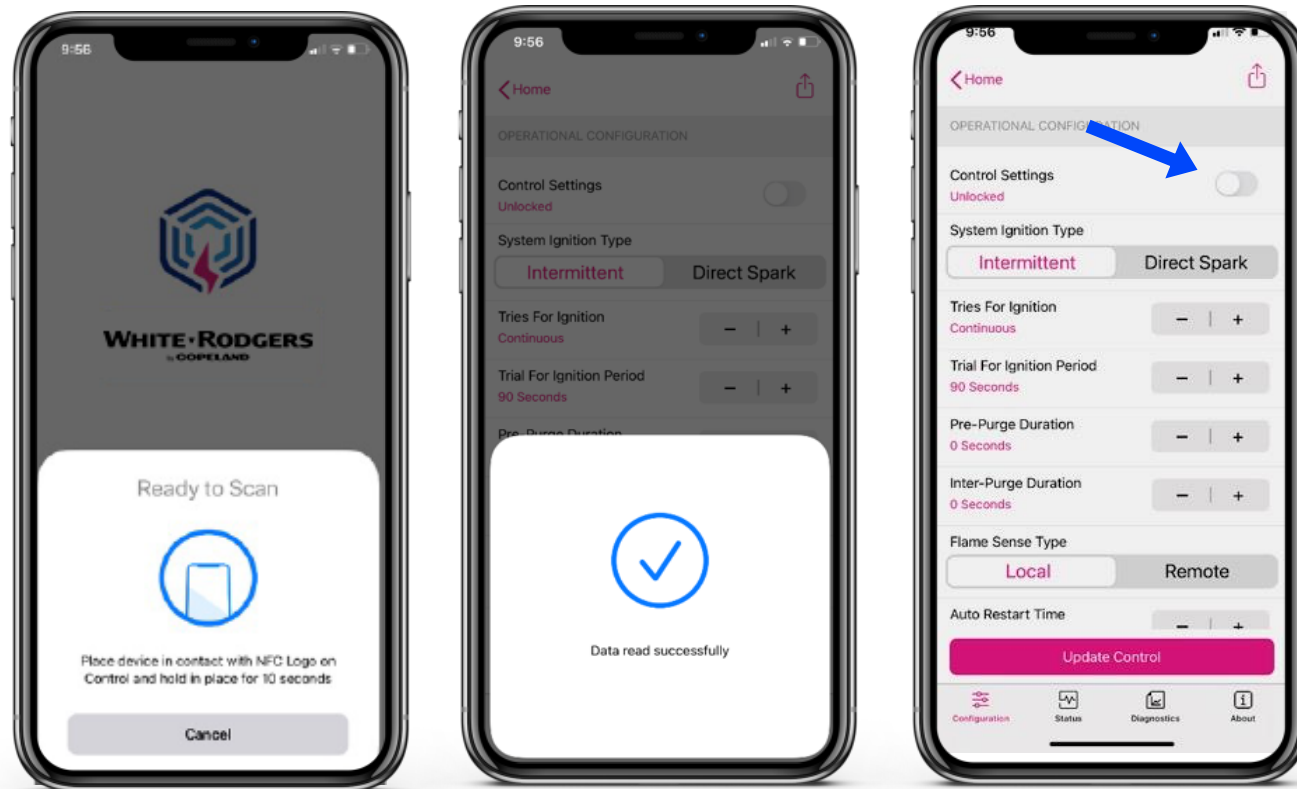 9:56
WHITE·RODGERS
BY COPELAND
Ready to Scan
Place device in contact with NFC Logo on
Control and hold in place for 10 seconds
Cancel
9:56
Home
OPERATIONAL CONFIGURATION
Control Settings
Unlocked
System Ignition Type
Intermittent Direct Spark
Tries For Ignition
Continuous
− | +
Trial For Ignition Period
90 Seconds
− | +
Pre-Purge Duration
Data read successfully
9:56
Home
OPERATIONAL CONFIGURATION
Control Settings
Unlocked
System Ignition Type
Intermittent Direct Spark
Tries For Ignition
Continuous
− | +
Trial For Ignition Period
90 Seconds
− | +
Pre-Purge Duration
0 Seconds
− | +
Inter-Purge Duration
0 Seconds
− | +
Flame Sense Type
Local Remote
Auto Restart Time
− | +
Update Control
Configuration Status Diagnostics About